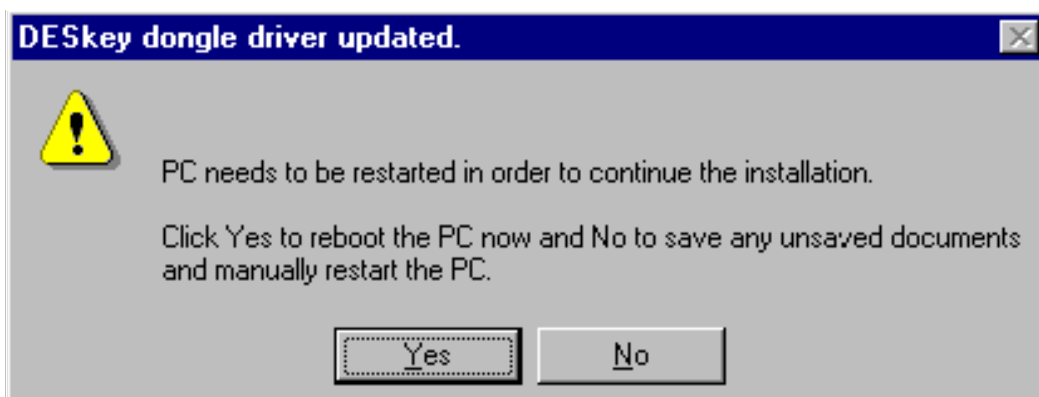 DESkey dongle driver updated.
PC needs to be restarted in order to continue the installation.
Click Yes to reboot the PC now and No to save any unsaved documents
and manually restart the PC.
Yes
No